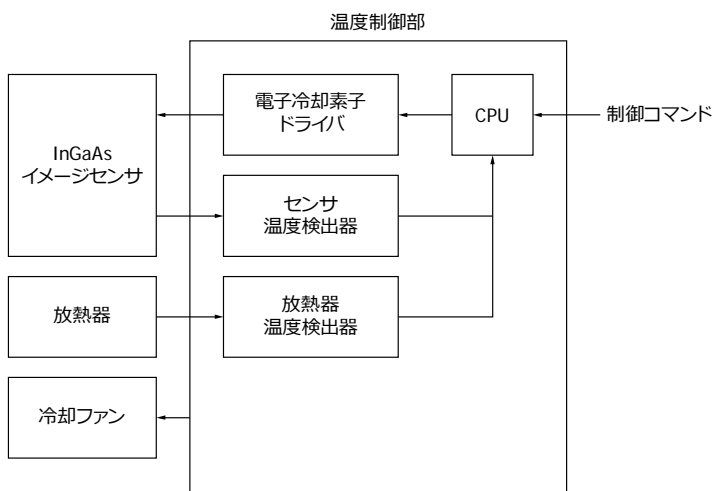 温度制御部
電子冷却素子
ドライバ
CPU
制御コマンド
InGaAs
イメージセンサ
センサ
温度検出器
放熱器
放熱器
温度検出器
冷却ファン